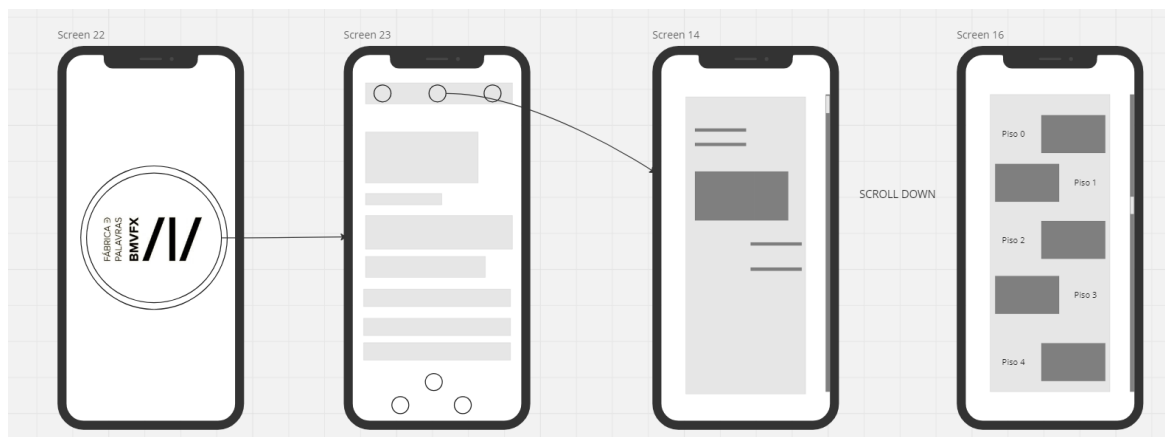 Screen 22
Screen 23
Screen 14
Screen 16
FÁBRICA D
PALAVRAS
BMVFX
SCROLL DOWN
Piso 0
Piso 1
Piso 2
Piso 3
Piso 4